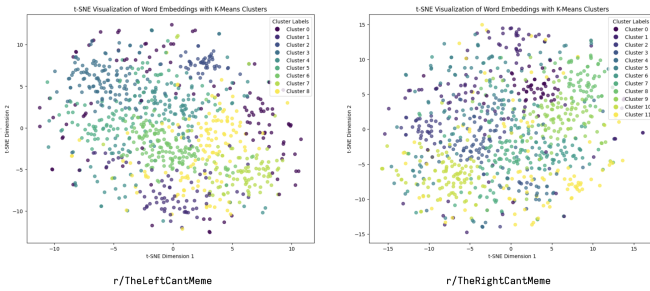 t-SNE Visualization of Word Embeddings with K-Means Clusters
Cluster Labels
Cluster 0
Cluster 1
Cluster 2
Cluster 3
Cluster 4
Cluster 5
Cluster 6
Cluster 7
Cluster 8
10
5
0
−5
−10
t-SNE Dimension 2
−10
−5
0
5
10
t-SNE Dimension 1
r/TheLeftCantMeme
t-SNE Visualization of Word Embeddings with K-Means Clusters
Cluster Labels
Cluster 0
Cluster 1
Cluster 2
Cluster 3
Cluster 4
Cluster 5
Cluster 6
Cluster 7
Cluster 8
Cluster 9
Cluster 10
Cluster 11
15
10
5
0
−5
−10
−15
t-SNE Dimension 2
−15
−10
−5
0
5
10
15
t-SNE Dimension 1
r/TheRightCantMeme